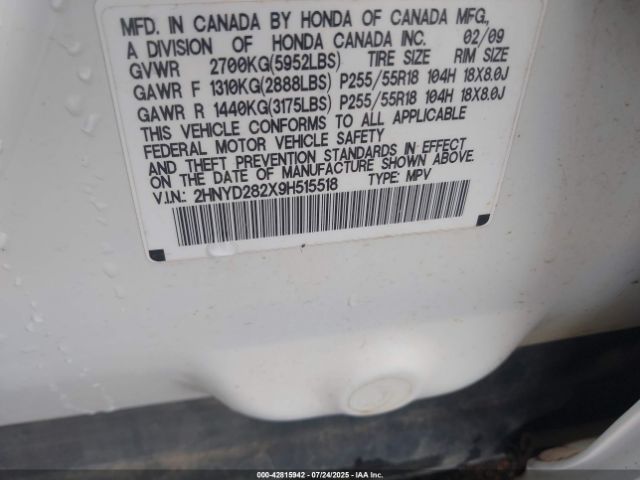 MFD. IN CANADA BY HONDA OF CANADA MFG.,
A DIVISION OF HONDA CANADA INC. 02/09
GVWR 2700KG(5952LBS) TIRE SIZE RIM SIZE
GAWR F 1310KG(2888LBS) P255/55R18 104H 18X8.0J
GAWR R 1440KG(3175LBS) P255/55R18 104H 18X8.0J
THIS VEHICLE CONFORMS TO ALL APPLICABLE
FEDERAL MOTOR VEHICLE SAFETY
AND THEFT PREVENTION STANDARDS IN EFFECT
ON THE DATE OF MANUFACTURE SHOWN ABOVE.
V.I.N.: 2HNYD282X9H515518 TYPE: MPV
000-42815942 - 07/24/2025 - IAAI.COM